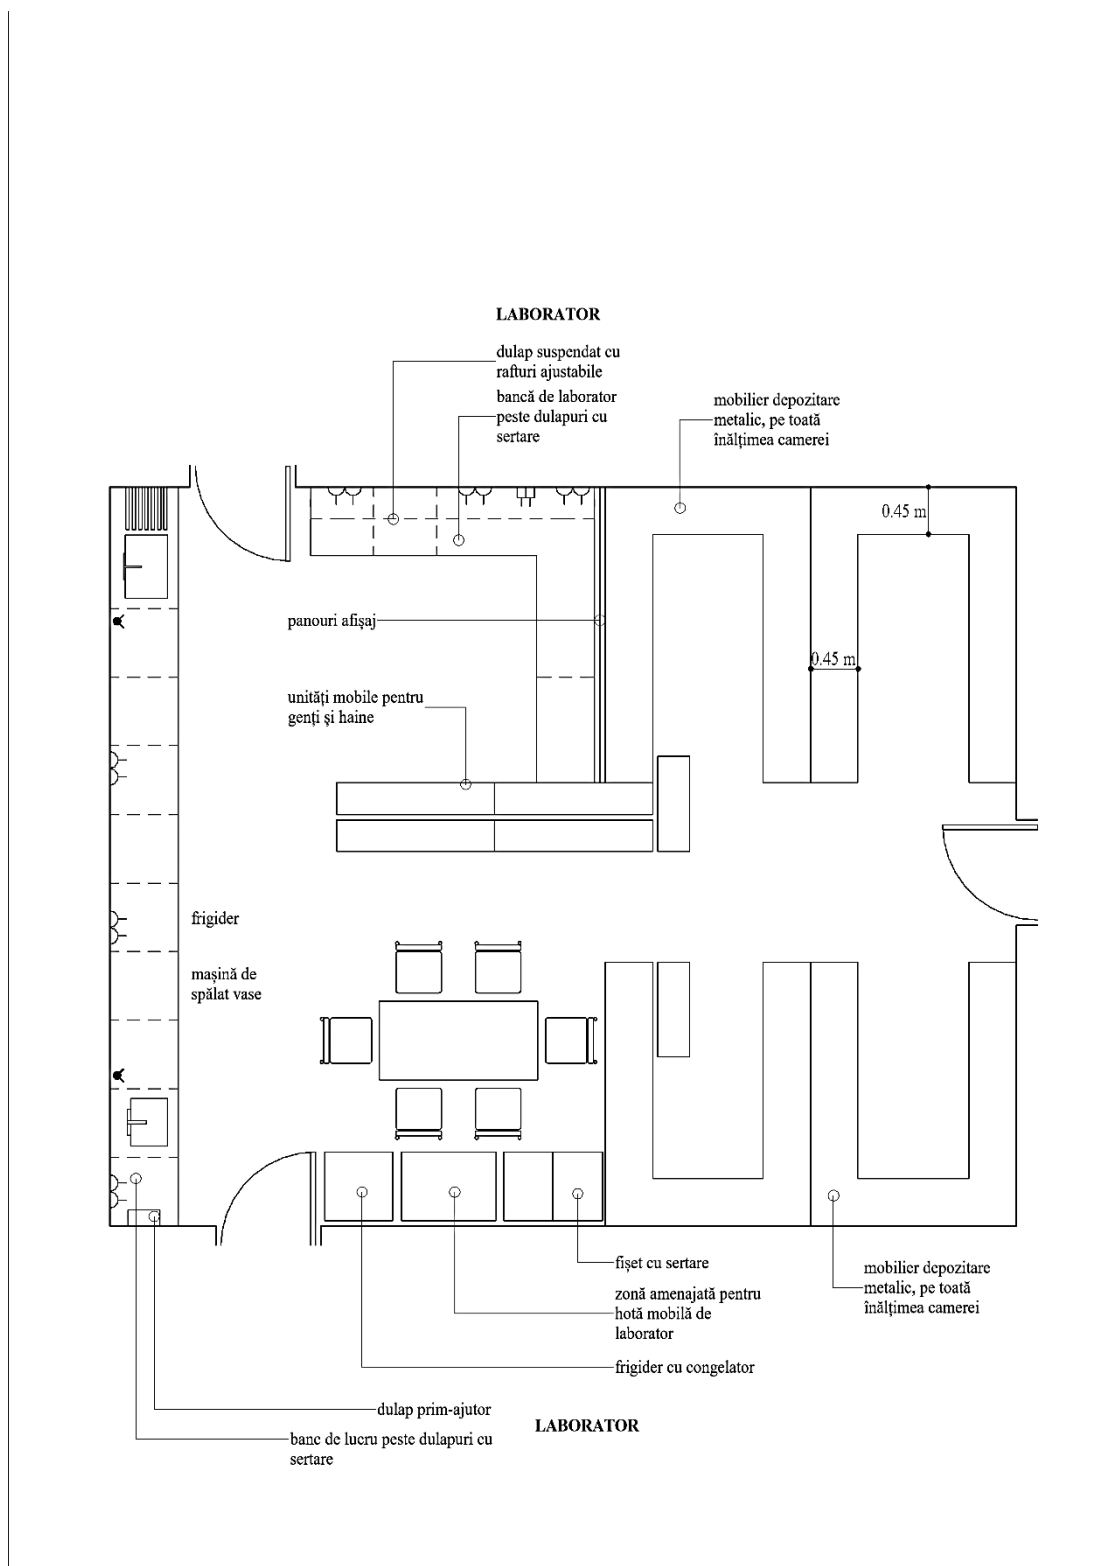 LABORATOR
dulap suspendat cu
rafturi ajustabile
bancă de laborator
peste dulapuri cu
sertare
mobilier depozitare
metalic, pe toată
înălțimea camerei
0.45 m
panouri afișaj
0.45 m
unități mobile pentru
genți și haine
frigider
mașină de
spălat vase
fișet cu sertare
zonă amenajată pentru
hotă mobilă de
laborator
frigider cu congelator
mobilier depozitare
metalic, pe toată
înălțimea camerei
dulap prim-ajutor
LABORATOR
banc de lucru peste dulapuri cu
sertare